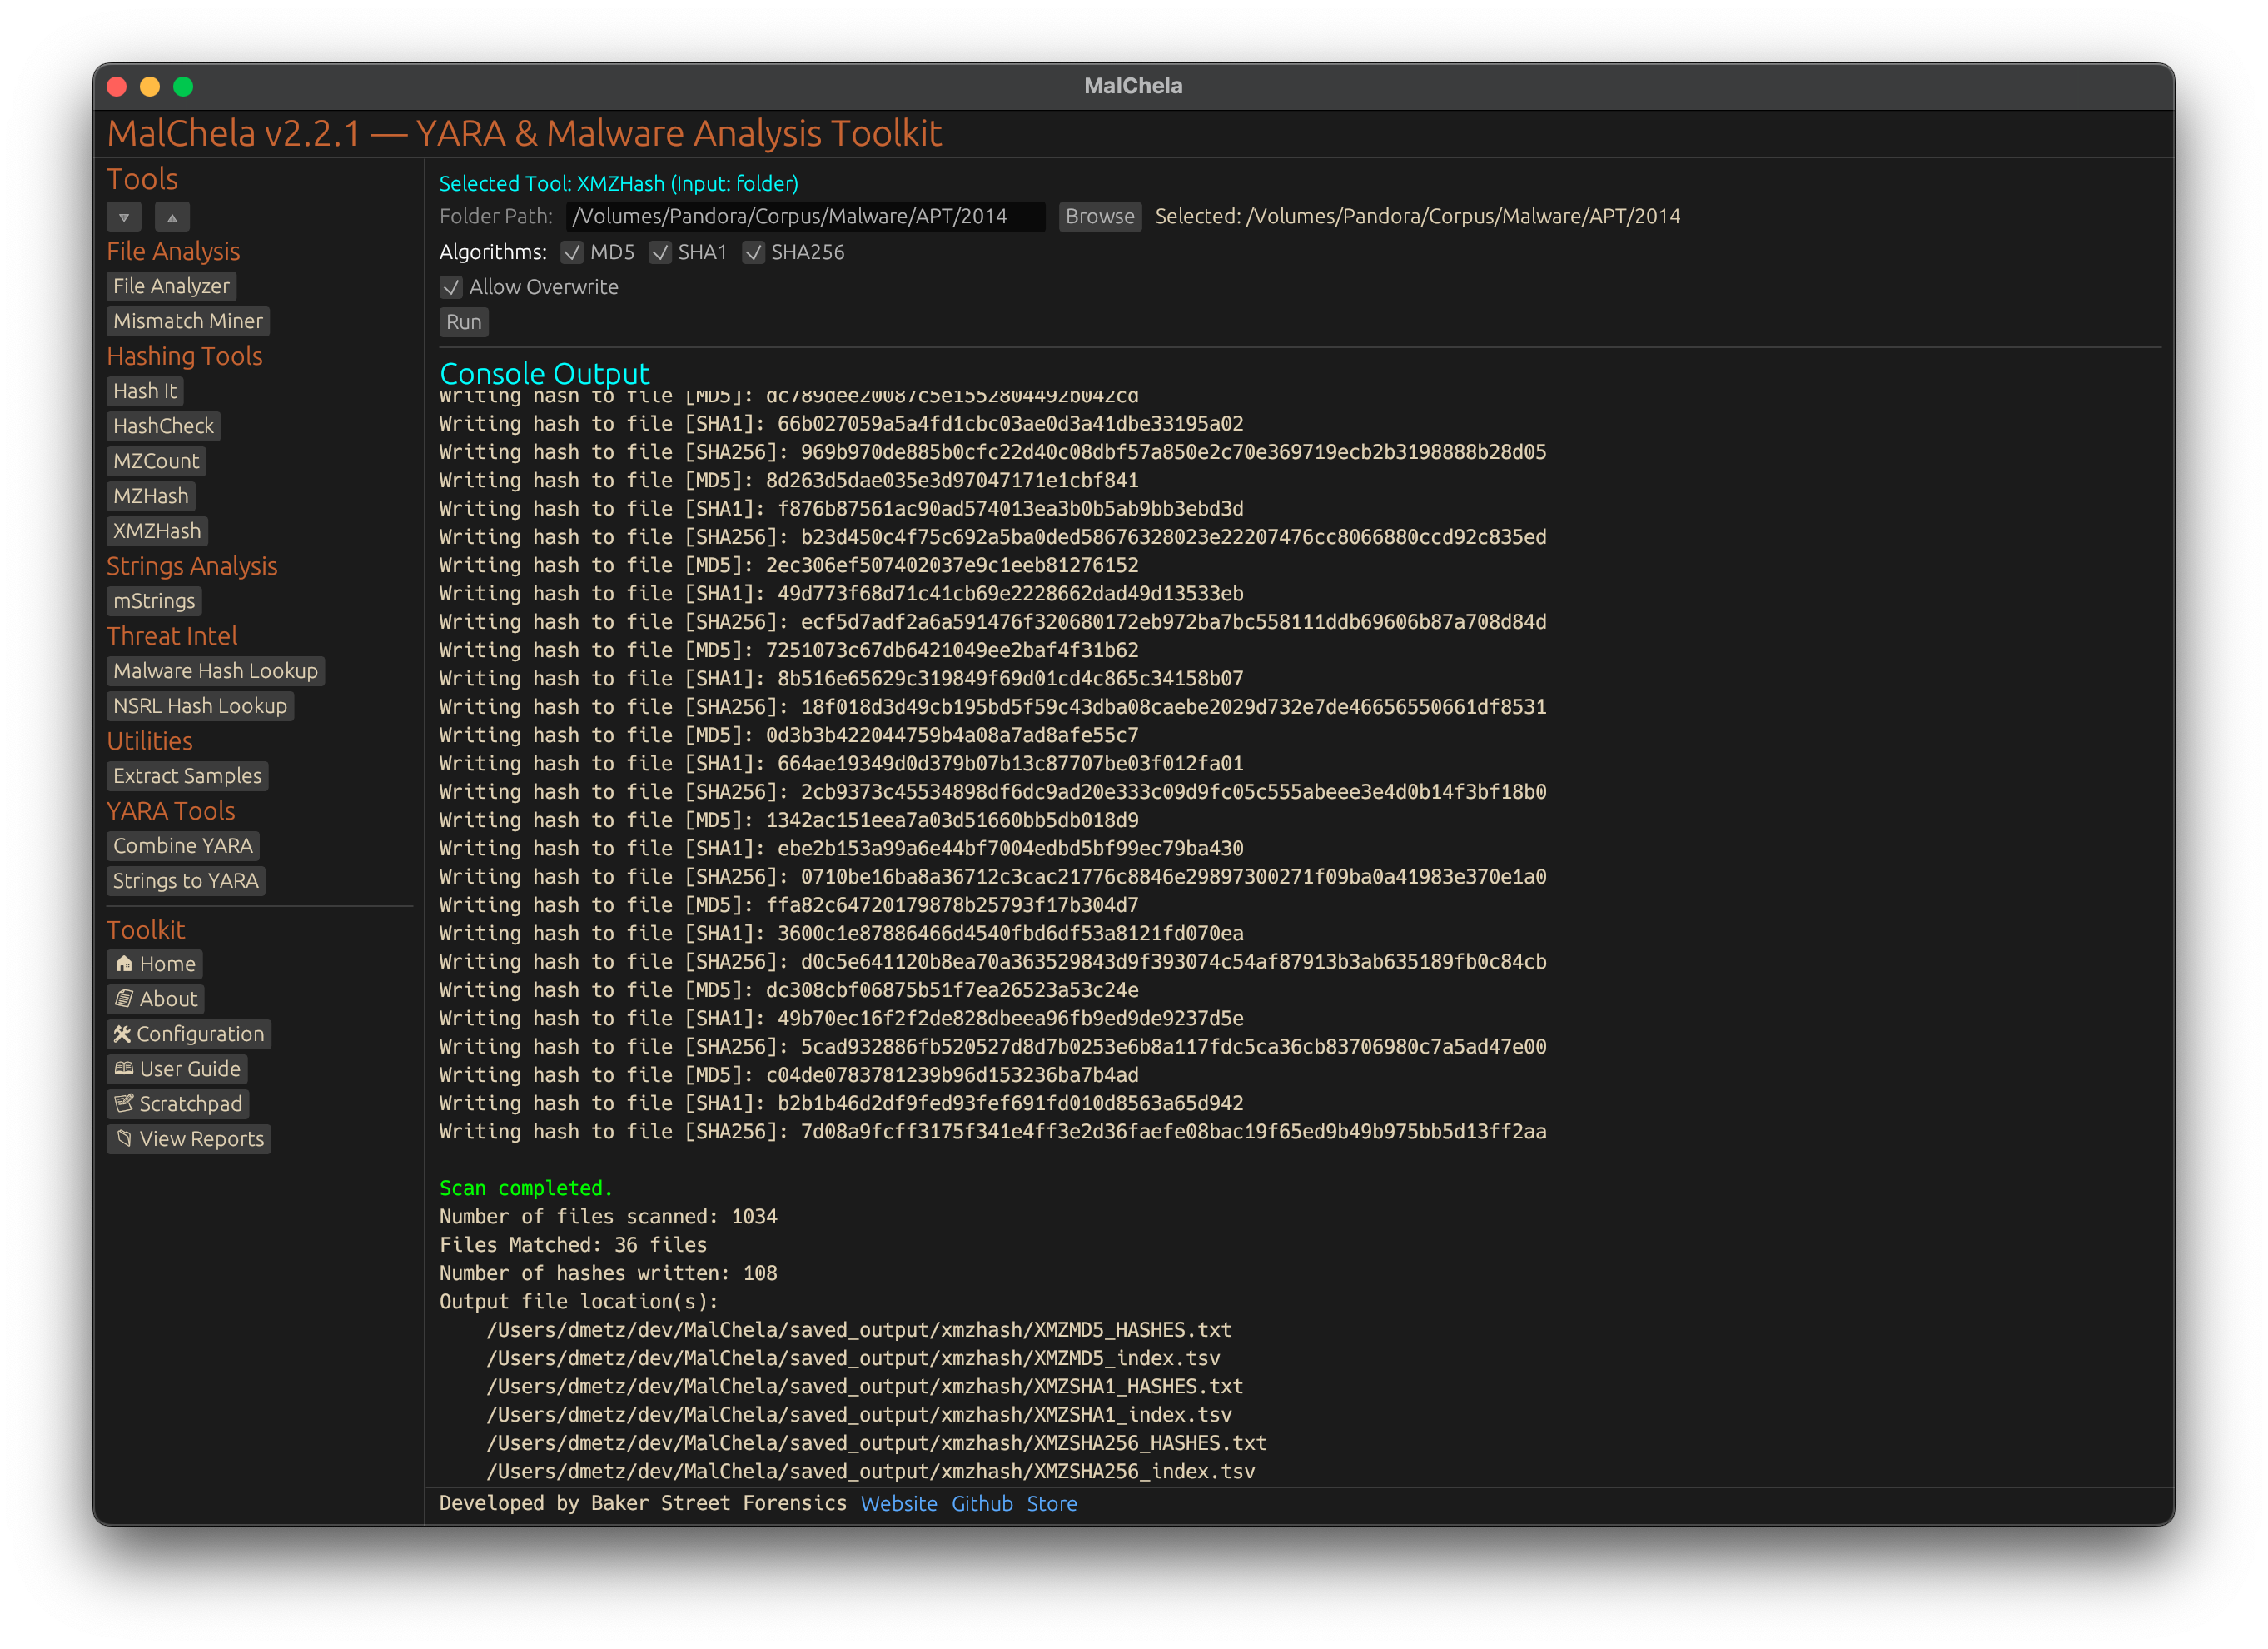 MalChela
MalChela v2.2.1 — YARA & Malware Analysis Toolkit
Tools
File Analysis
File Analyzer
Mismatch Miner
Hashing Tools
Hash It
HashCheck
MZCount
MZHash
XMZHash
Strings Analysis
mStrings
Threat Intel
Malware Hash Lookup
NSRL Hash Lookup
Utilities
Extract Samples
YARA Tools
Combine YARA
Strings to YARA
Toolkit
Home
About
Configuration
User Guide
Scratchpad
View Reports
Selected Tool: XMZHash (Input: folder)
Folder Path: /Volumes/Pandora/Corpus/Malware/APT/2014 Browse Selected: /Volumes/Pandora/Corpus/Malware/APT/2014
Algorithms: MD5 SHA1 SHA256
Allow Overwrite
Run
Console Output
Writing hash to file [MD5]: dc789dee20087c5e1552804492b042cd
Writing hash to file [SHA1]: 66b027059a5a4fd1cbc03ae0d3a41dbe33195a02
Writing hash to file [SHA256]: 969b970de885b0cfc22d40c08dbf57a850e2c70e369719ecb2b3198888b28d05
Writing hash to file [MD5]: 8d263d5dae035e3d97047171e1cbf841
Writing hash to file [SHA1]: f876b87561ac90ad574013ea3b0b5ab9bb3ebd3d
Writing hash to file [SHA256]: b23d450c4f75c692a5ba0ded58676328023e22207476cc8066880ccd92c835ed
Writing hash to file [MD5]: 2ec306ef507402037e9c1eeb81276152
Writing hash to file [SHA1]: 49d773f68d71c41cb69e2228662dad49d13533eb
Writing hash to file [SHA256]: ecf5d7adf2a6a591476f320680172eb972ba7bc558111ddb69606b87a708d84d
Writing hash to file [MD5]: 7251073c67db6421049ee2baf4f31b62
Writing hash to file [SHA1]: 8b516e65629c319849f69d01cd4c865c34158b07
Writing hash to file [SHA256]: 18f018d3d49cb195bd5f59c43dba08caebe2029d732e7de46656550661df8531
Writing hash to file [MD5]: 0d3b3b422044759b4a08a7ad8afe55c7
Writing hash to file [SHA1]: 664ae19349d0d379b07b13c87707be03f012fa01
Writing hash to file [SHA256]: 2cb9373c45534898df6dc9ad20e333c09d9fc05c555abeee3e4d0b14f3bf18b0
Writing hash to file [MD5]: 1342ac151eea7a03d51660bb5db018d9
Writing hash to file [SHA1]: ebe2b153a99a6e44bf7004edbd5bf99ec79ba430
Writing hash to file [SHA256]: 0710be16ba8a36712c3cac21776c8846e29897300271f09ba0a41983e370e1a0
Writing hash to file [MD5]: ffa82c64720179878b25793f17b304d7
Writing hash to file [SHA1]: 3600c1e87886466d4540fbd6df53a8121fd070ea
Writing hash to file [SHA256]: d0c5e641120b8ea70a363529843d9f393074c54af87913b3ab635189fb0c84cb
Writing hash to file [MD5]: dc308cbf06875b51f7ea26523a53c24e
Writing hash to file [SHA1]: 49b70ec16f2f2de828dbeea96fb9ed9de9237d5e
Writing hash to file [SHA256]: 5cad932886fb520527d8d7b0253e6b8a117fdc5ca36cb83706980c7a5ad47e00
Writing hash to file [MD5]: c04de0783781239b96d153236ba7b4ad
Writing hash to file [SHA1]: b2b1b46d2df9fed93fef691fd010d8563a65d942
Writing hash to file [SHA256]: 7d08a9fcff3175f341e4ff3e2d36faefe08bac19f65ed9b49b975bb5d13ff2aa
Scan completed.
Number of files scanned: 1034
Files Matched: 36 files
Number of hashes written: 108
Output file location(s):
/Users/dmetz/dev/MalChela/saved_output/xmzhash/XMZMD5_HASHES.txt
/Users/dmetz/dev/MalChela/saved_output/xmzhash/XMZMD5_index.tsv
/Users/dmetz/dev/MalChela/saved_output/xmzhash/XMZSHA1_HASHES.txt
/Users/dmetz/dev/MalChela/saved_output/xmzhash/XMZSHA1_index.tsv
/Users/dmetz/dev/MalChela/saved_output/xmzhash/XMZSHA256_HASHES.txt
/Users/dmetz/dev/MalChela/saved_output/xmzhash/XMZSHA256_index.tsv
Developed by Baker Street Forensics Website Github Store